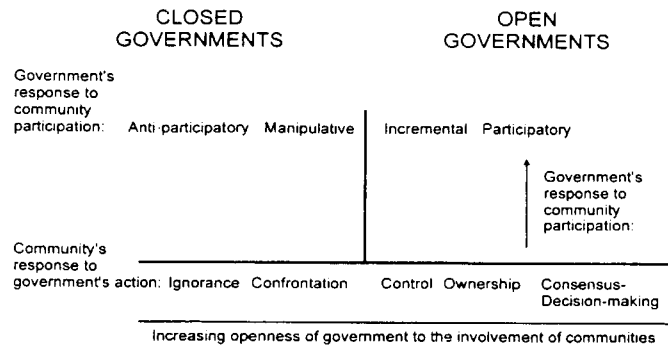 CLOSED GOVERNMENTS
OPEN GOVERNMENTS
Government's
response to
community
participation: Anti-participatory Manipulative Incremental Participatory
Government's
response to
community
participation:
Community's
response to
government's action: Ignorance Confrontation Control Ownership Consensus-
Decision-making
Increasing openness of government to the involvement of communities